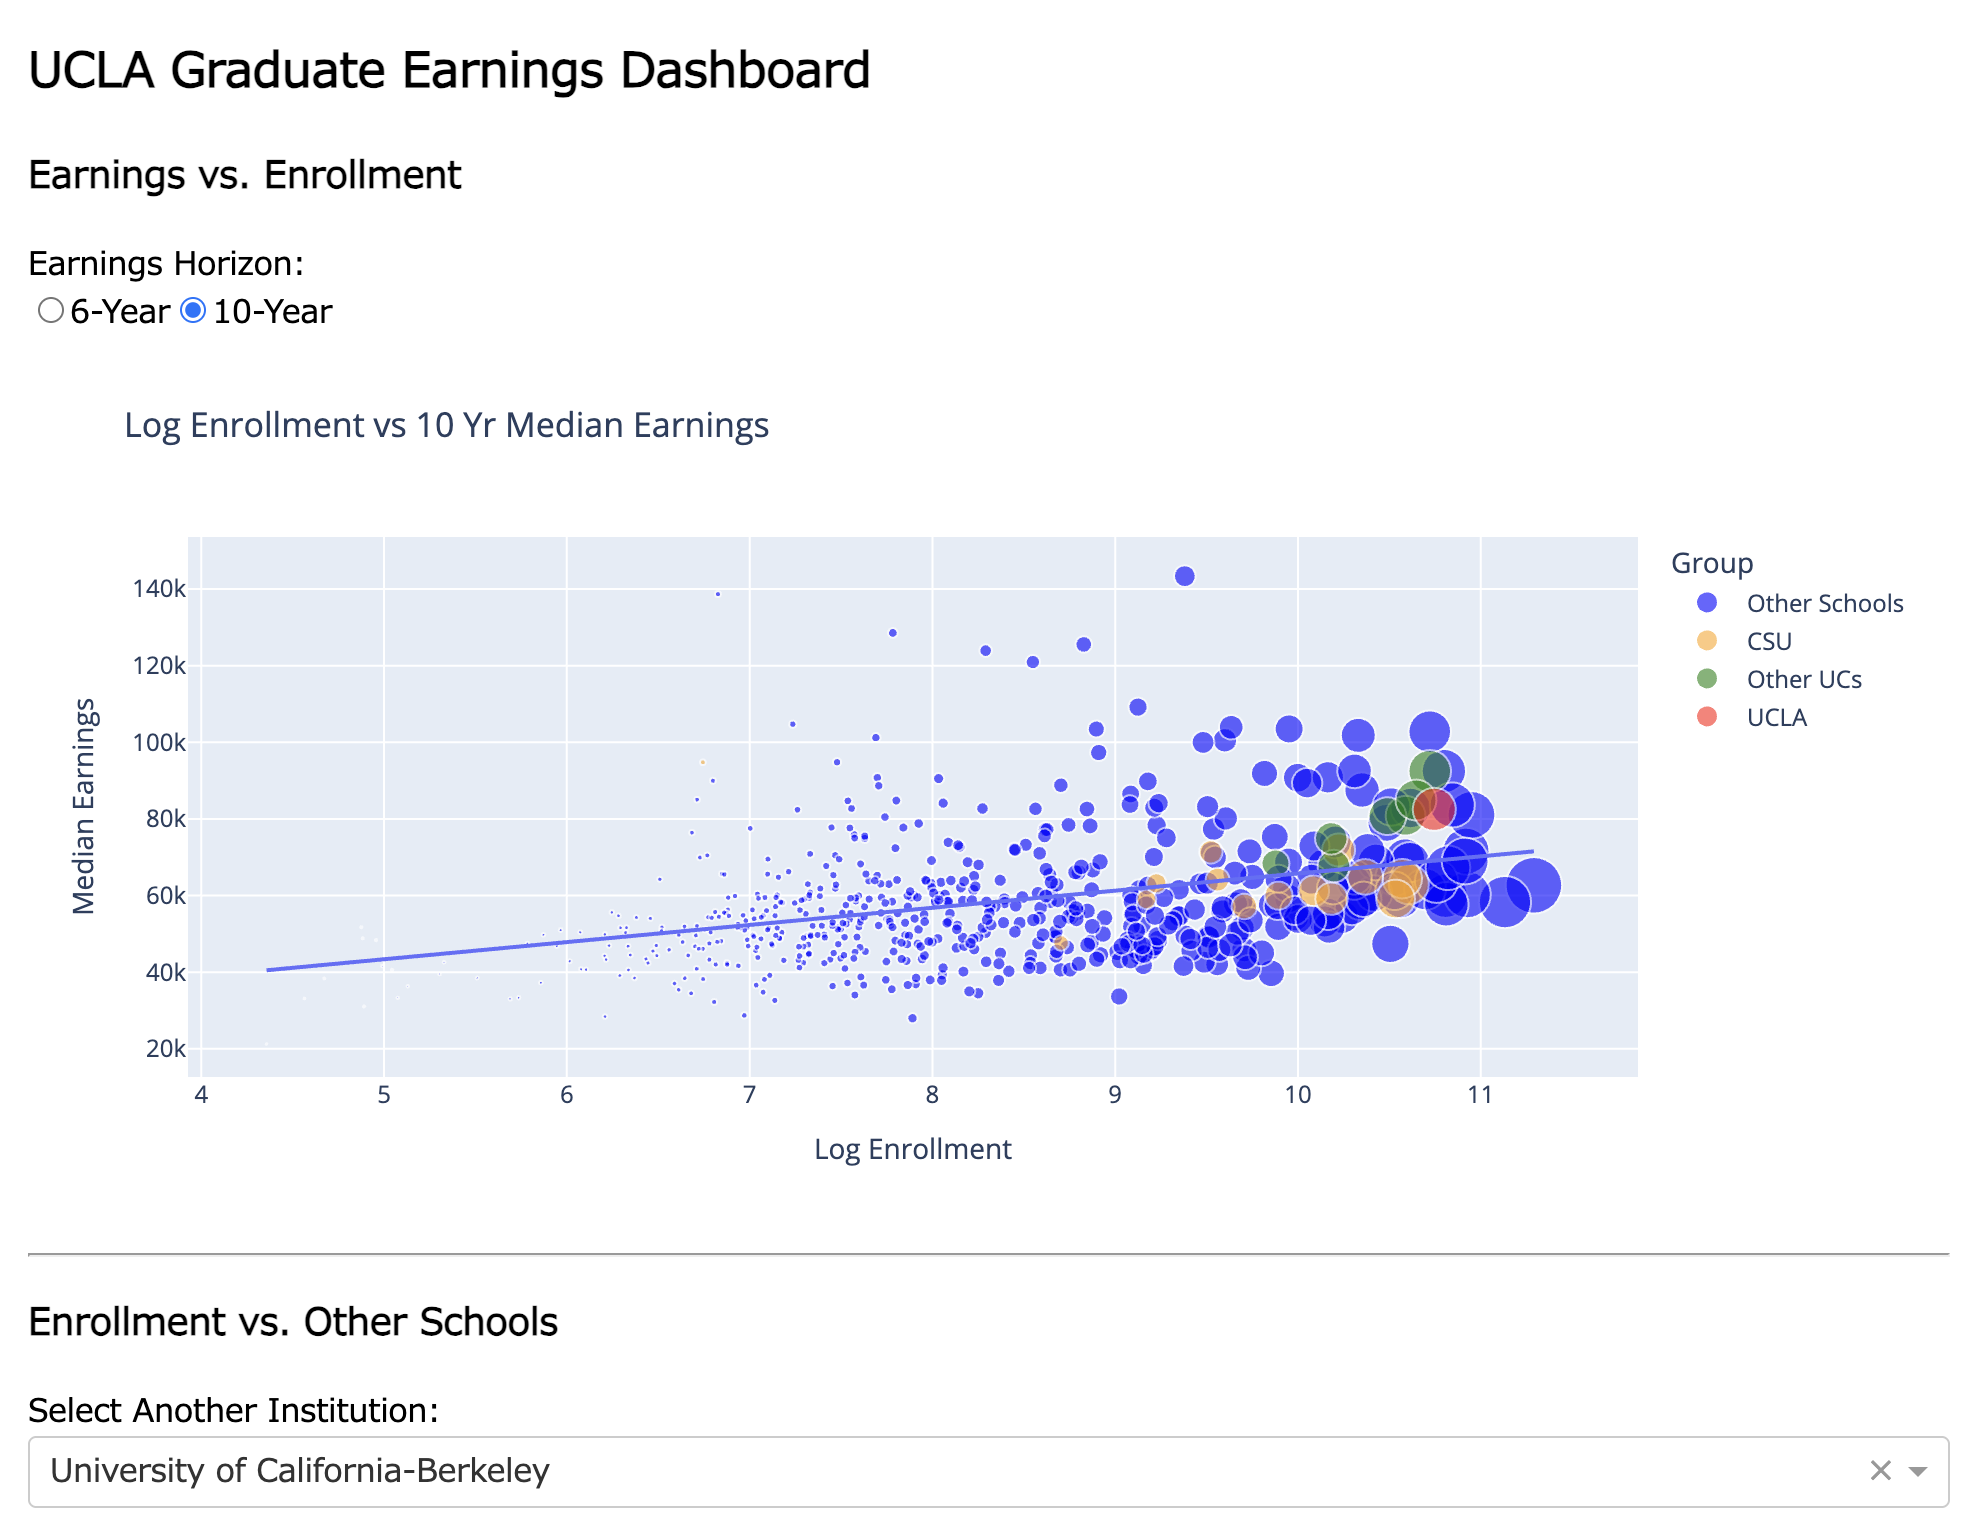 UCLA Graduate Earnings Dashboard
Earnings vs. Enrollment
Earnings Horizon:
6-Year 10-Year
Log Enrollment vs 10 Yr Median Earnings
Group
Other Schools
CSU
Other UCs
UCLA
Median Earnings
140k
120k
100k
80k
60k
40k
20k
4 5 6 7 8 9 10 11
Log Enrollment
Enrollment vs. Other Schools
Select Another Institution:
University of California-Berkeley